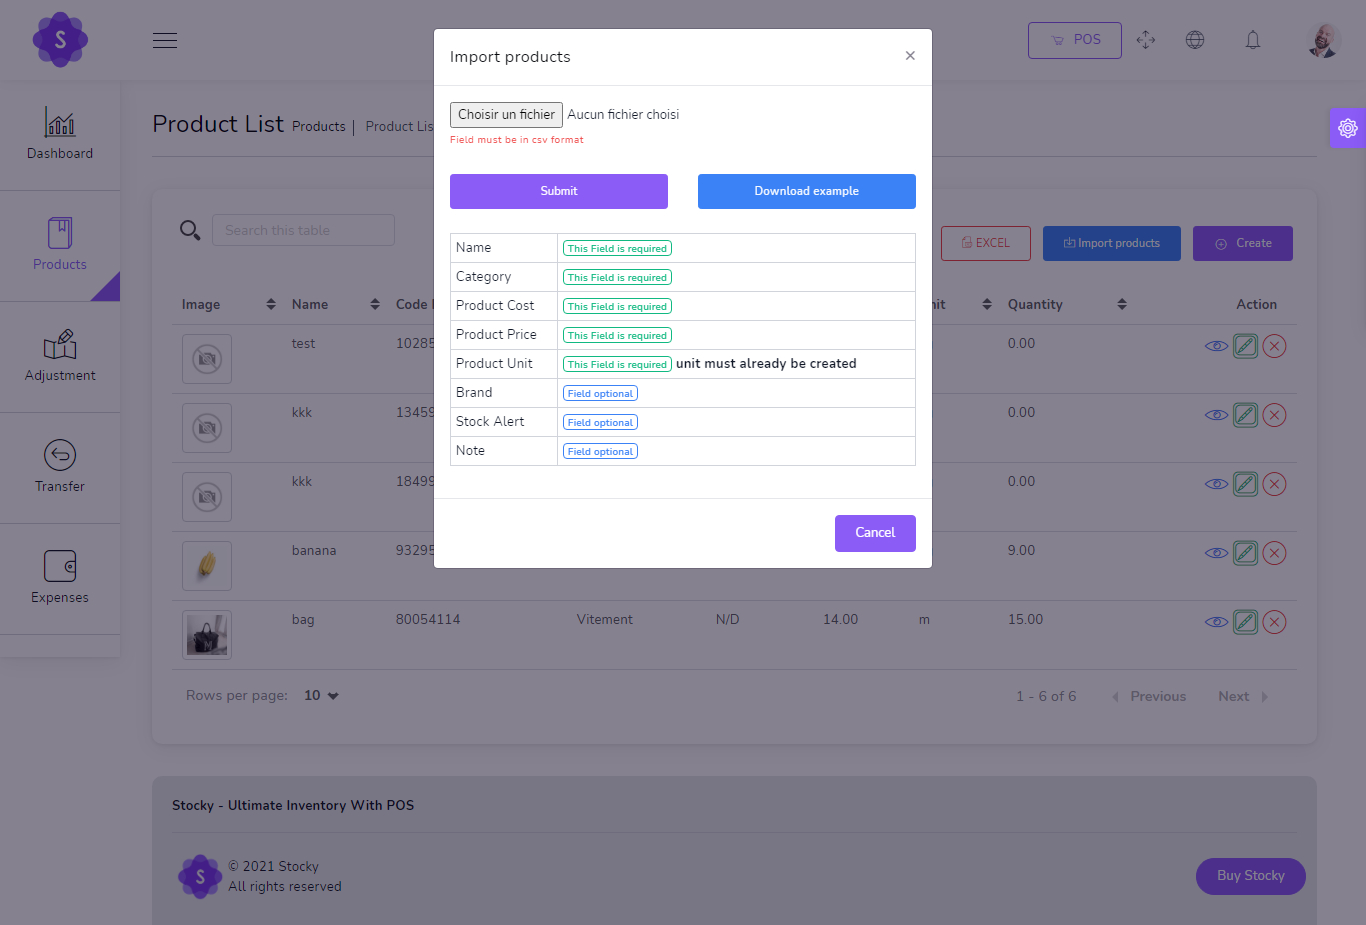 S
POS
Import products
×
Choisir un fichier Aucun fichier choisi
Field must be in csv format
Submit
Download example
Name This Field is required
Category This Field is required
Product Cost This Field is required
Product Price This Field is required
Product Unit This Field is required unit must already be created
Brand Field optional
Stock Alert Field optional
Note Field optional
Cancel
Dashboard
Products
Adjustment
Transfer
Expenses
Product List Products | Product Lis
Search this table
EXCEL
Import products
Create
Image Name Code nit Quantity Action
test 10285 0.00
kkk 13459 0.00
kkk 18499 0.00
banana 93295 9.00
bag 80054114 Vitement N/D 14.00 m 15.00
Rows per page: 10
1 - 6 of 6 Previous Next
Stocky - Ultimate Inventory With POS
S
© 2021 Stocky
All rights reserved
Buy Stocky